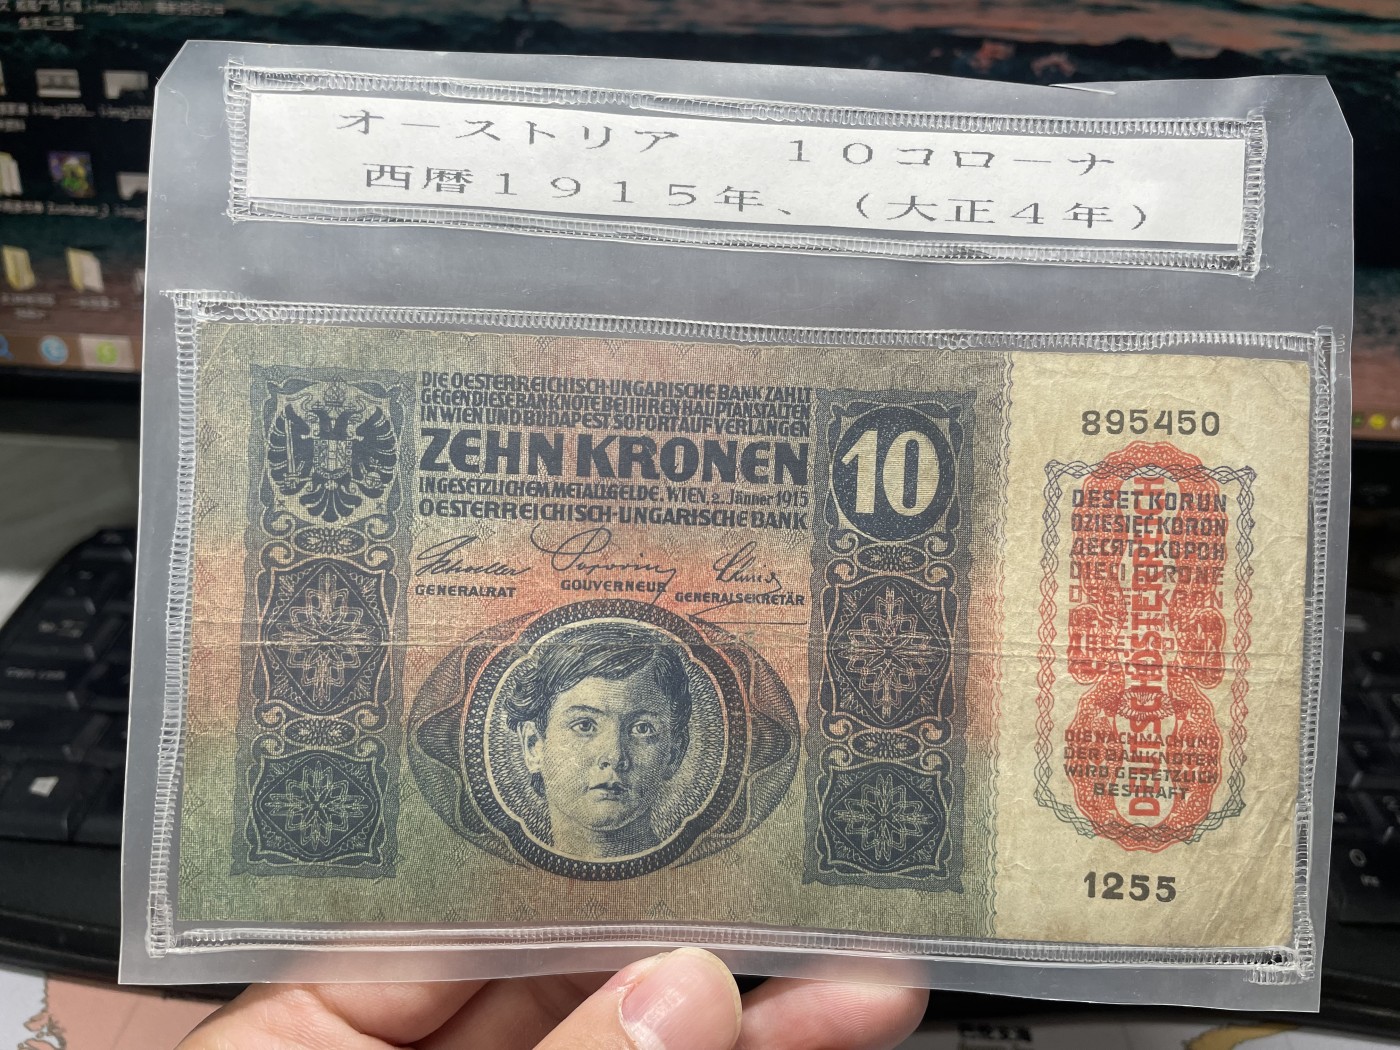 オーストリア　１０コローナ
西暦１９１５年、（大正４年）
DIE OESTERREICHISCH-UNGARISCHE BANK ZAHLT
GEGEN DIESE BANKNOTE BEI IHREN HAUPTANSTALTEN
IN WIEN UND BUDAPEST SOFORT AUF VERLANGEN
ZEHN KRONEN
IN GESETZLICHEM METALLGELDE. WIEN, 2. Jänner 1915
OESTERREICHISCH-UNGARISCHE BANK
GENERALRAT
GOUVERNEUR
GENERALSEKRETÄR
10
895450
DESET KORUN
DZIESIĘĆ KORON
ДЕСЯТЬ КОРОН
DIECI CORONE
DEUTSCHÖSTERREICH
DIE NACHMACHUNG
DER BANKNOTEN
WIRD GESETZLICH
BESTRAFT
1255